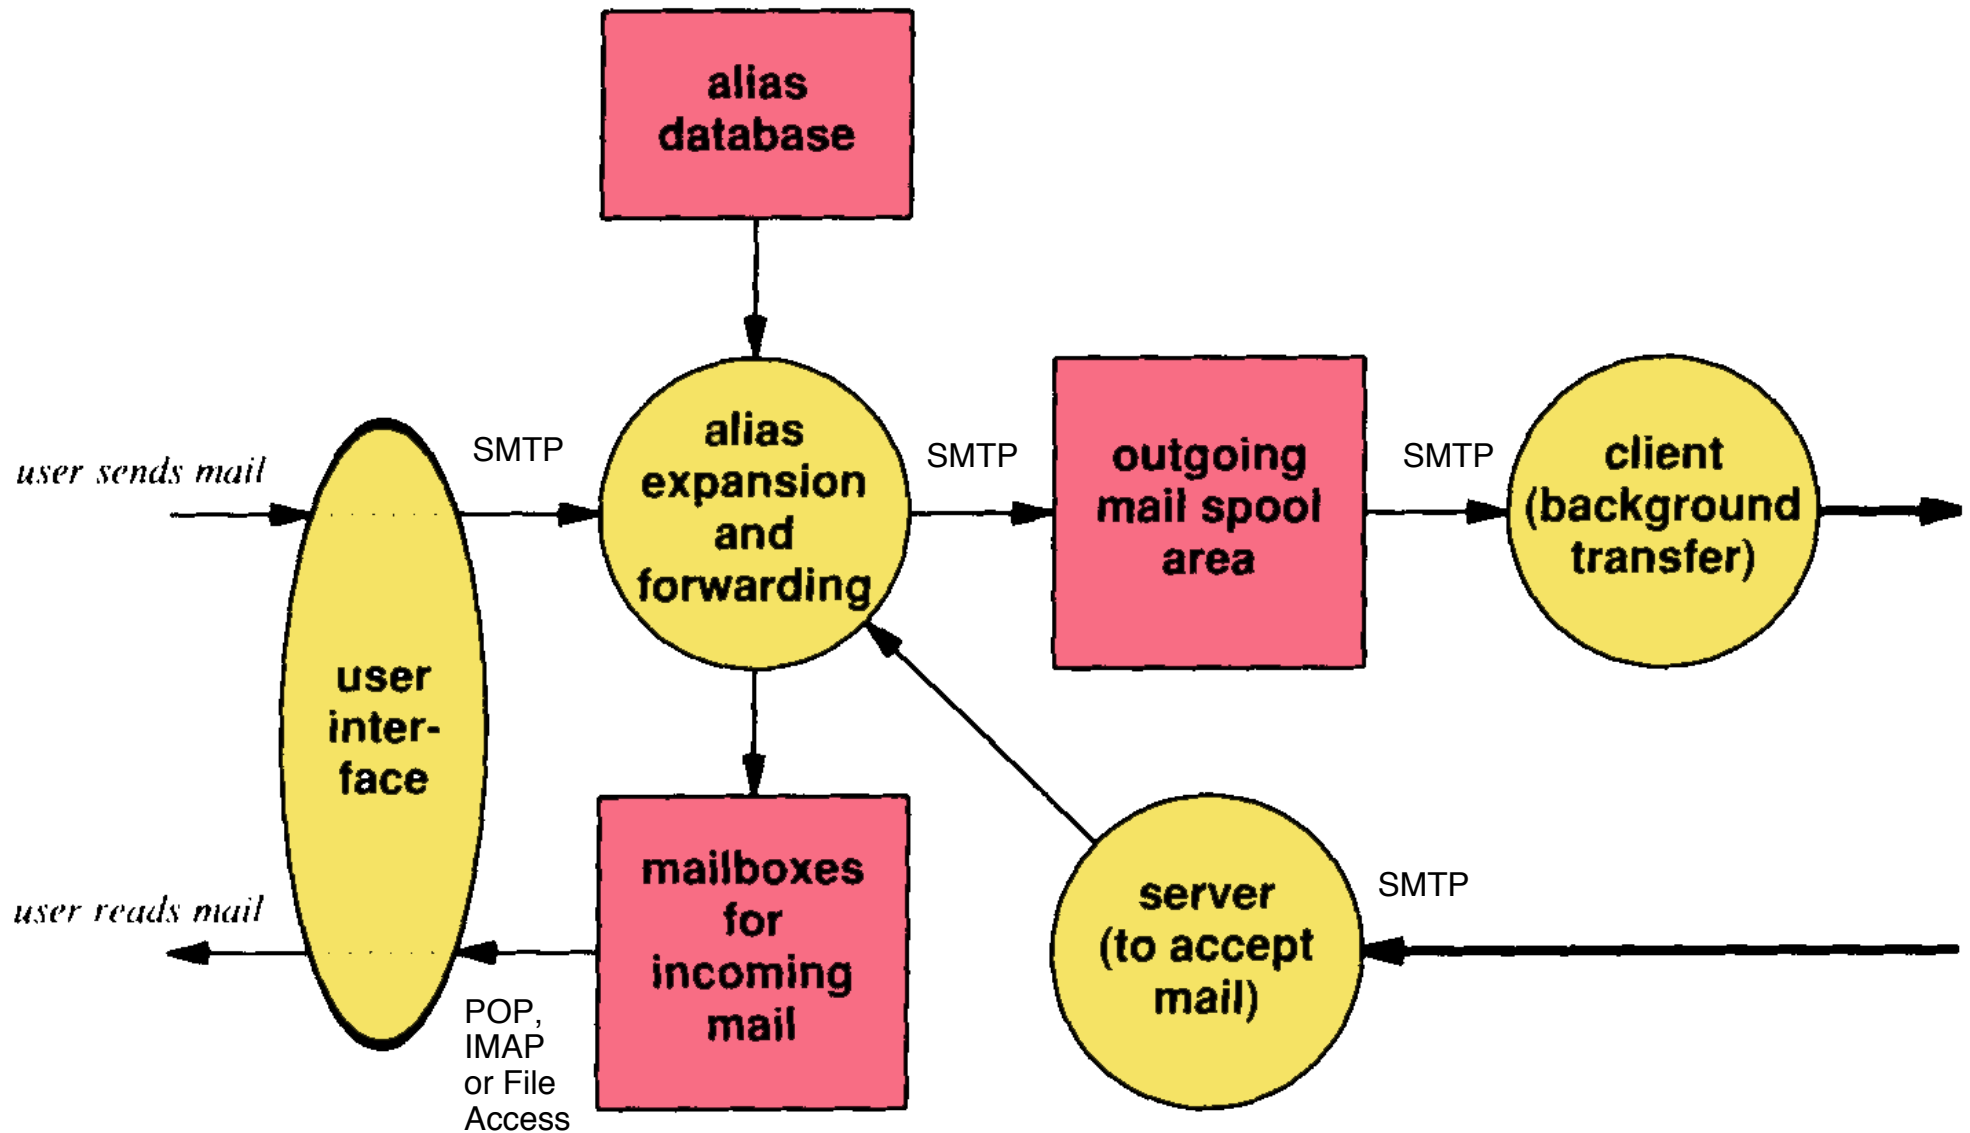 alias
database
user sends mail
SMTP
alias
expansion
and
forwarding
SMTP
outgoing
mail spool
area
SMTP
client
(background
transfer)
user
inter-
face
user reads mail
POP,
IMAP
or File
Access
mailboxes
for
incoming
mail
server
(to accept
mail)
SMTP